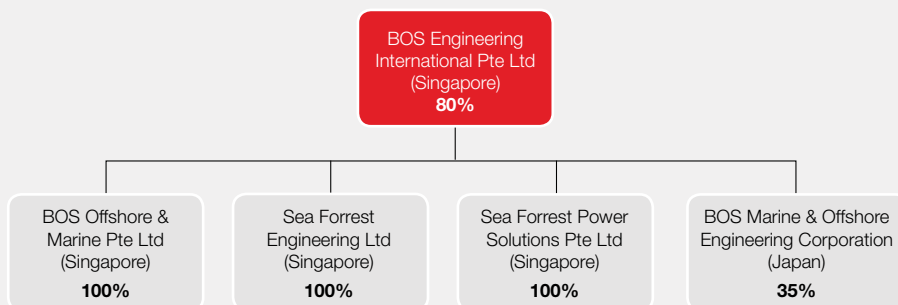 BOS Engineering
International Pte Ltd
(Singapore)
80%
BOS Offshore &
Marine Pte Ltd
(Singapore)
100%
Sea Forrest
Engineering Ltd
(Singapore)
100%
Sea Forrest Power
Solutions Pte Ltd
(Singapore)
100%
BOS Marine & Offshore
Engineering Corporation
(Japan)
35%